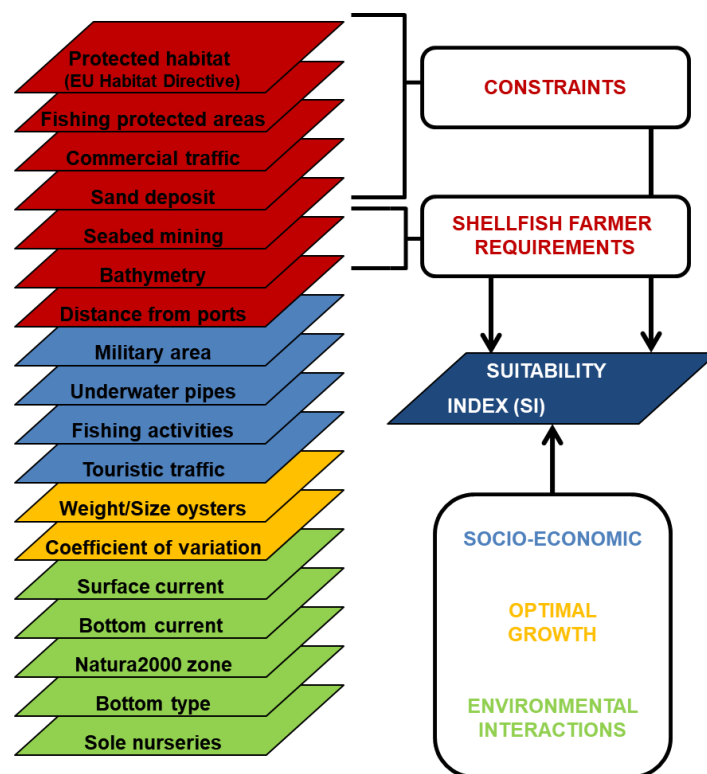 Protected habitat
(EU Habitat Directive)
Fishing protected areas
Commercial traffic
Sand deposit
Seabed mining
Bathymetry
Distance from ports
Military area
Underwater pipes
Fishing activities
Touristic traffic
Weight/Size oysters
Coefficient of variation
Surface current
Bottom current
Natura2000 zone
Bottom type
Sole nurseries
CONSTRAINTS
SHELLFISH FARMER
REQUIREMENTS
SUITABILITY
INDEX (SI)
SOCIO-ECONOMIC
OPTIMAL
GROWTH
ENVIRONMENTAL
INTERACTIONS